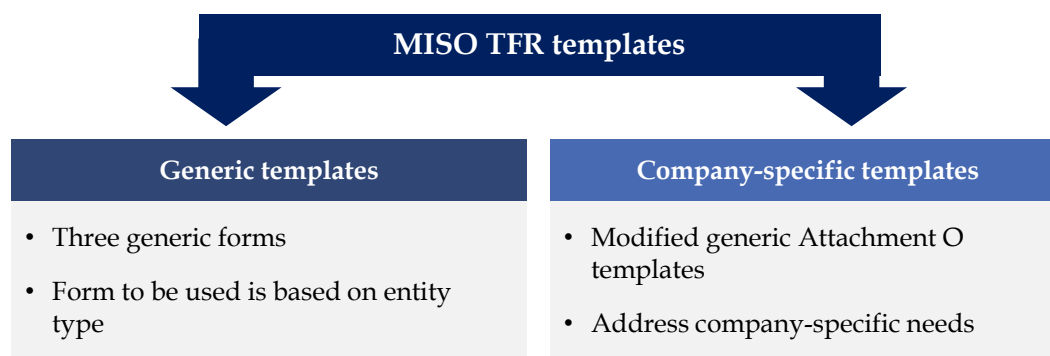 MISO TFR templates
Generic templates
• Three generic forms
• Form to be used is based on entity
type
Company-specific templates
• Modified generic Attachment O
templates
• Address company-specific needs